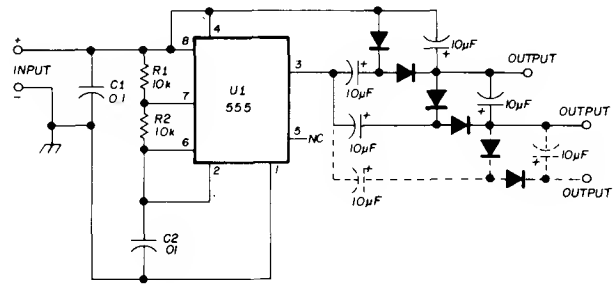 4
+
8
R1
10k
3
+
10µF
OUTPUT
INPUT
C1
0.1
7
U1
555
10µF
10µF
+
OUTPUT
−
R2
10k
6
5
NC
+
10µF
+
10µF
+
2
1
10µF
OUTPUT
C2
.01